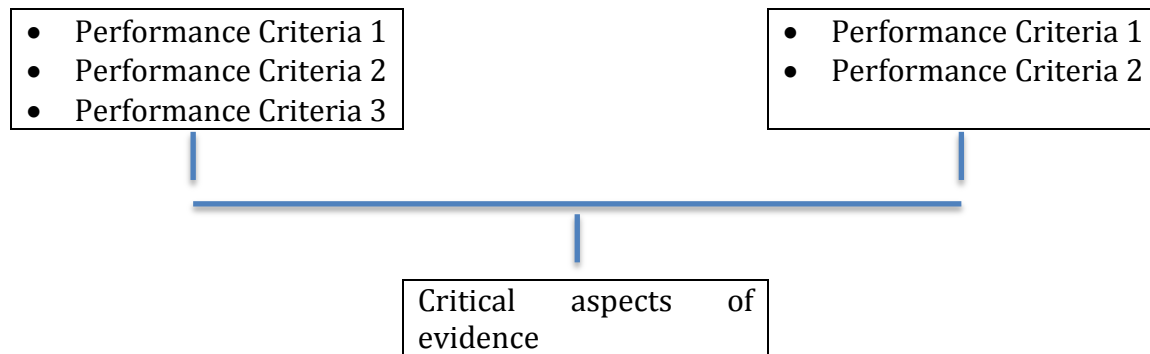 • Performance Criteria 1
• Performance Criteria 2
• Performance Criteria 3
• Performance Criteria 1
• Performance Criteria 2
Critical aspects of
evidence